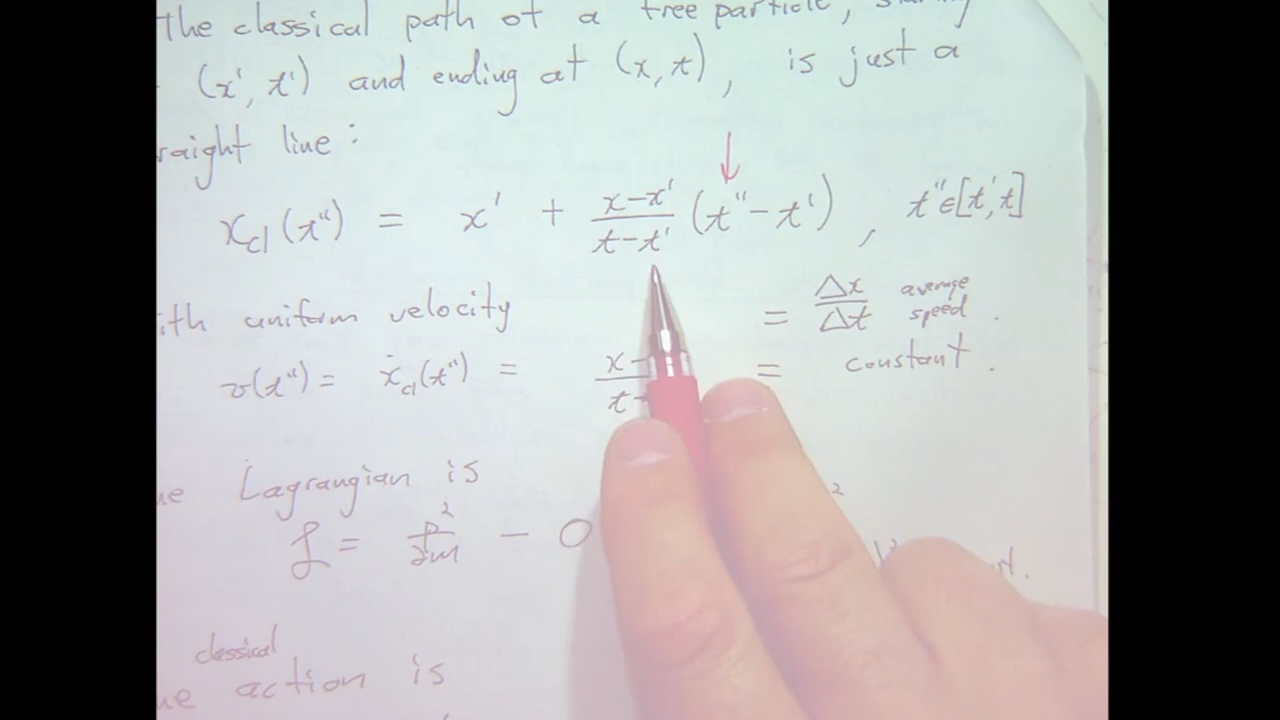 The classical path of a free particle,
(x', t') and ending at (x,t), is just a
raight line:
x_cl(t'') = x' + (x-x')/(t-t') (t''-t'), t''∈[t',t]
ith uniform velocity = Δx/Δt average speed.
v(t'') = ẋ_cl(t'') = x- / t- = constant.
Lagrangian is
ℒ = p²/2m - 0
classical
action is